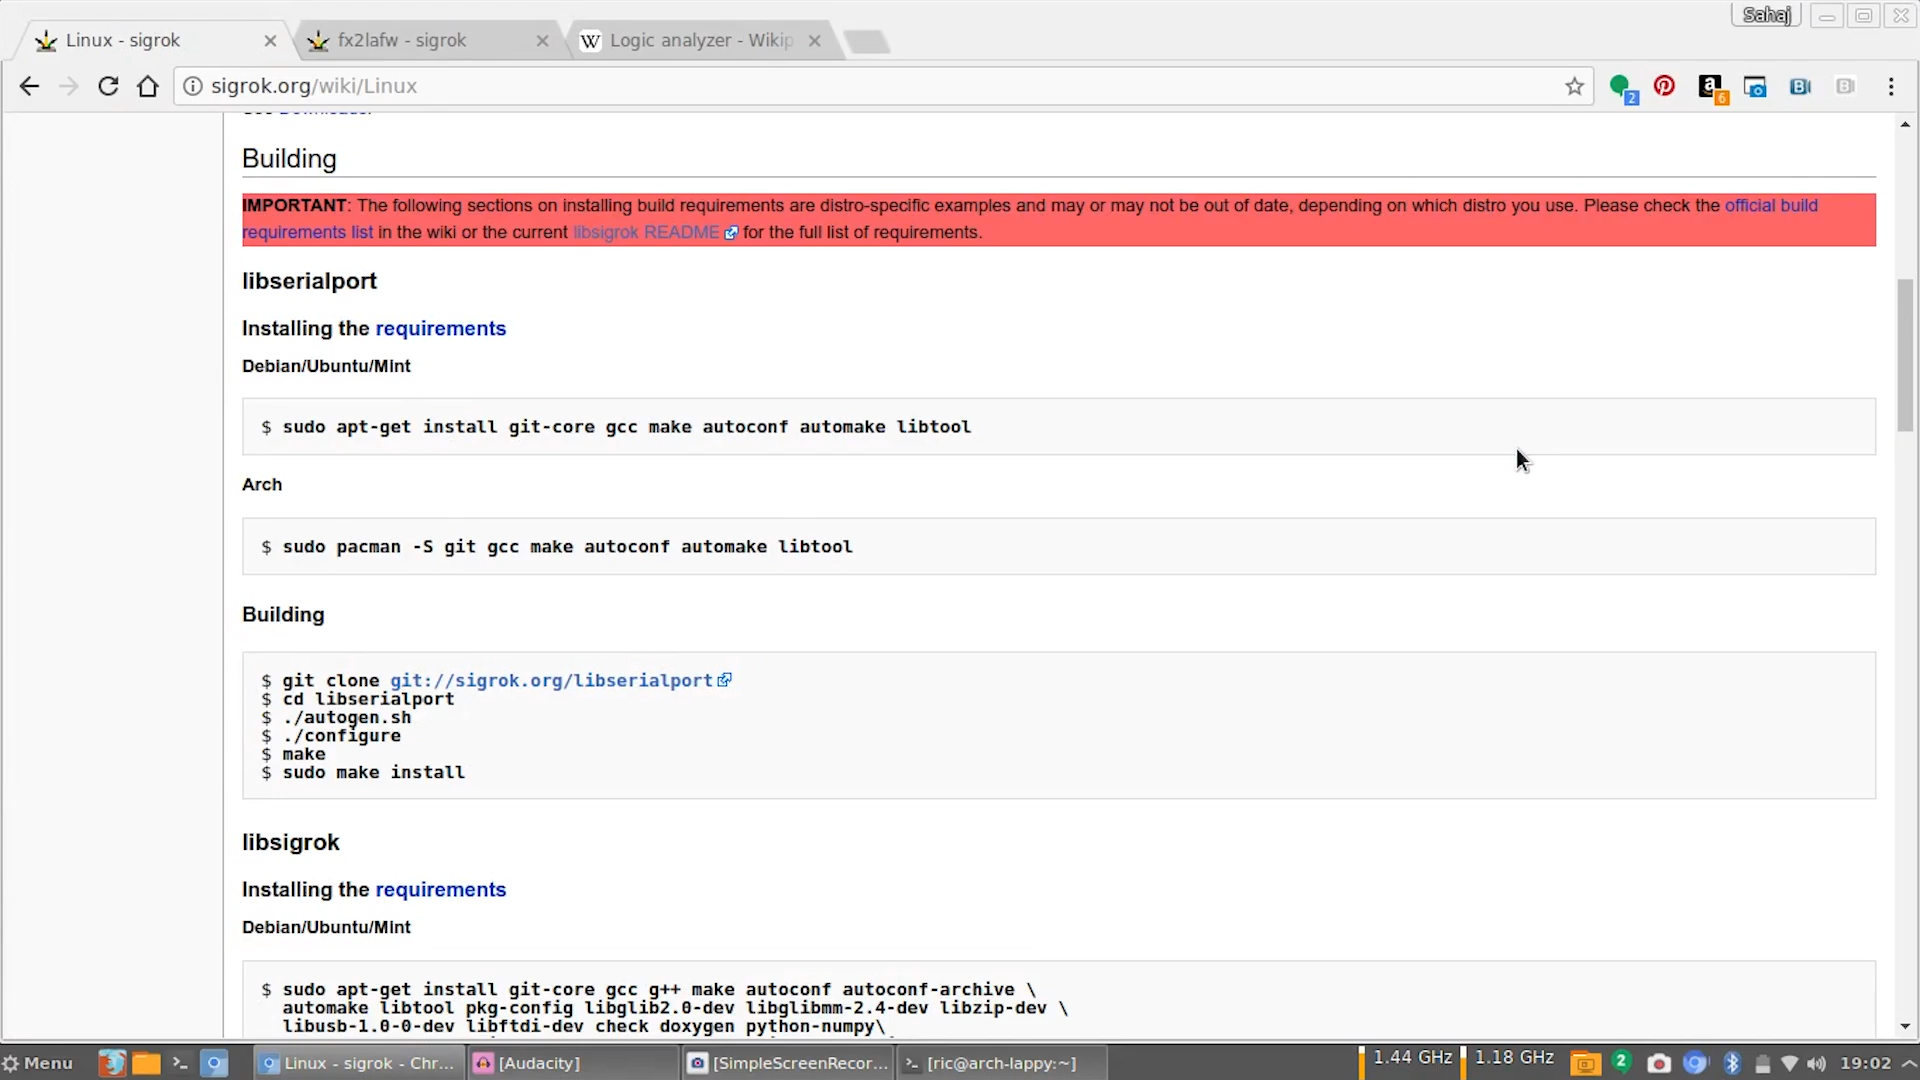 Sahaj
Linux - sigrok
fx2lafw - sigrok
W Logic analyzer - Wikip
sigrok.org/wiki/Linux
2
a
6
Building
IMPORTANT: The following sections on installing build requirements are distro-specific examples and may or may not be out of date, depending on which distro you use. Please check the official build
requirements list in the wiki or the current libsigrok README for the full list of requirements.
libserialport
Installing the requirements
Debian/Ubuntu/Mint
$ sudo apt-get install git-core gcc make autoconf automake libtool
Arch
$ sudo pacman -S git gcc make autoconf automake libtool
Building
$ git clone git://sigrok.org/libserialport
$ cd libserialport
$ ./autogen.sh
$ ./configure
$ make
$ sudo make install
libsigrok
Installing the requirements
Debian/Ubuntu/Mint
$ sudo apt-get install git-core gcc g++ make autoconf autoconf-archive \
automake libtool pkg-config libglib2.0-dev libglibmm-2.4-dev libzip-dev \
libusb-1.0-0-dev libftdi-dev check doxygen python-numpy\
Menu
Linux - sigrok - Chr...
[Audacity]
[SimpleScreenRecor...
[ric@arch-lappy:~]
1.44 GHz
1.18 GHz
2
19:02